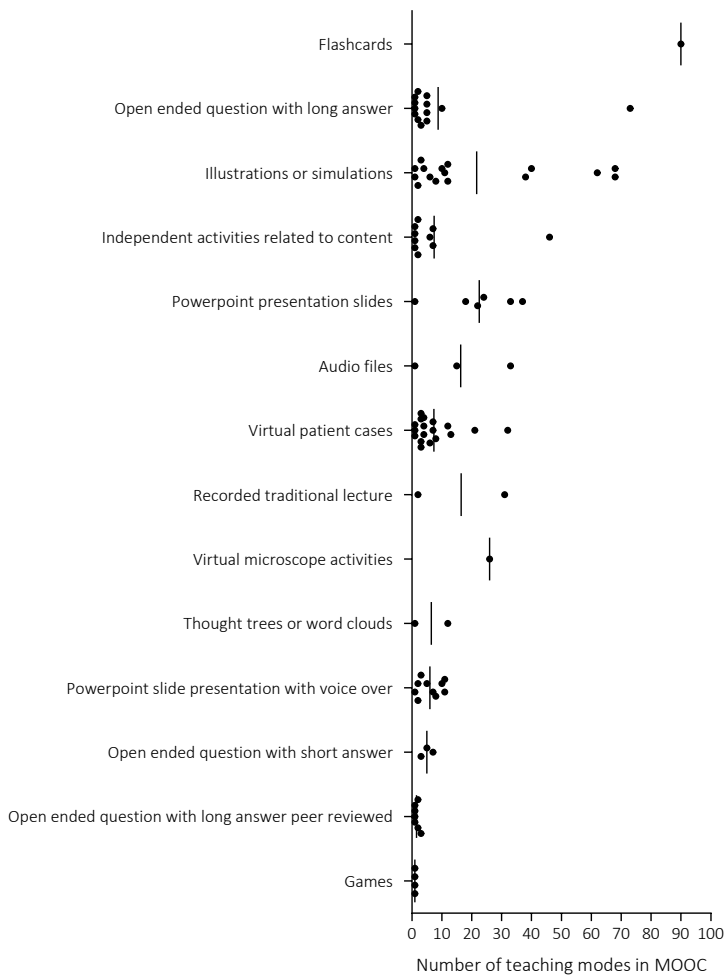 Flashcards
Open ended question with long answer
Illustrations or simulations
Independent activities related to content
Powerpoint presentation slides
Audio files
Virtual patient cases
Recorded traditional lecture
Virtual microscope activities
Thought trees or word clouds
Powerpoint slide presentation with voice over
Open ended question with short answer
Open ended question with long answer peer reviewed
Games
0 10 20 30 40 50 60 70 80 90 100
Number of teaching modes in MOOC